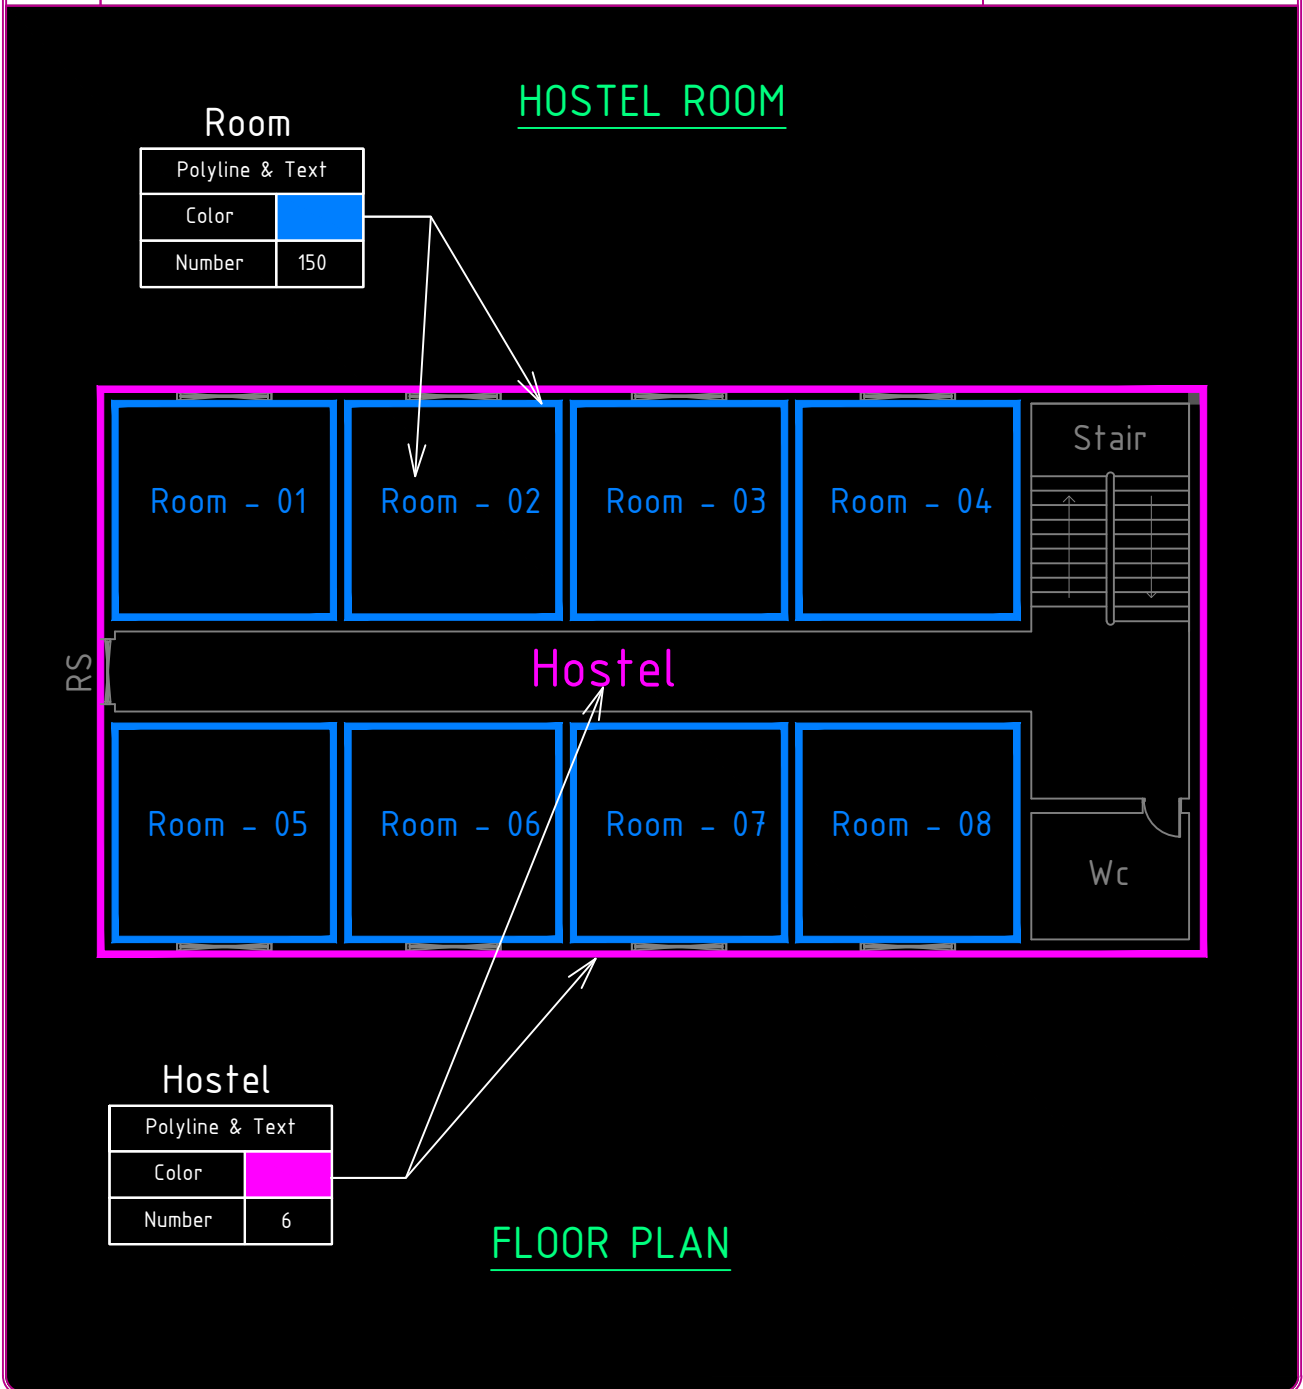 HOSTEL ROOM
Room
Polyline & Text
Color
Number 150
Stair
Room - 01 Room - 02 Room - 03 Room - 04
RS
Hostel
Room - 05 Room - 06 Room - 07 Room - 08
Wc
Hostel
Polyline & Text
Color
Number 6
FLOOR PLAN